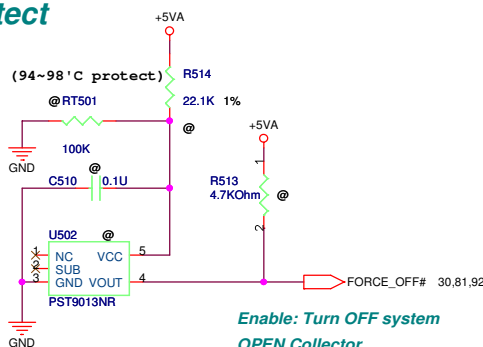 tect
+5VA
(94~98'C protect)
R514
@ RT501
22.1K 1%
@
+5VA
100K
GND
@
C510 0.1U
R513
4.7KOhm
@
1
2
U502 @
1 NC VCC 5
2 SUB
3 GND VOUT 4
PST9013NR
FORCE_OFF# 30,81,92
GND
Enable: Turn OFF system
OPEN Collector